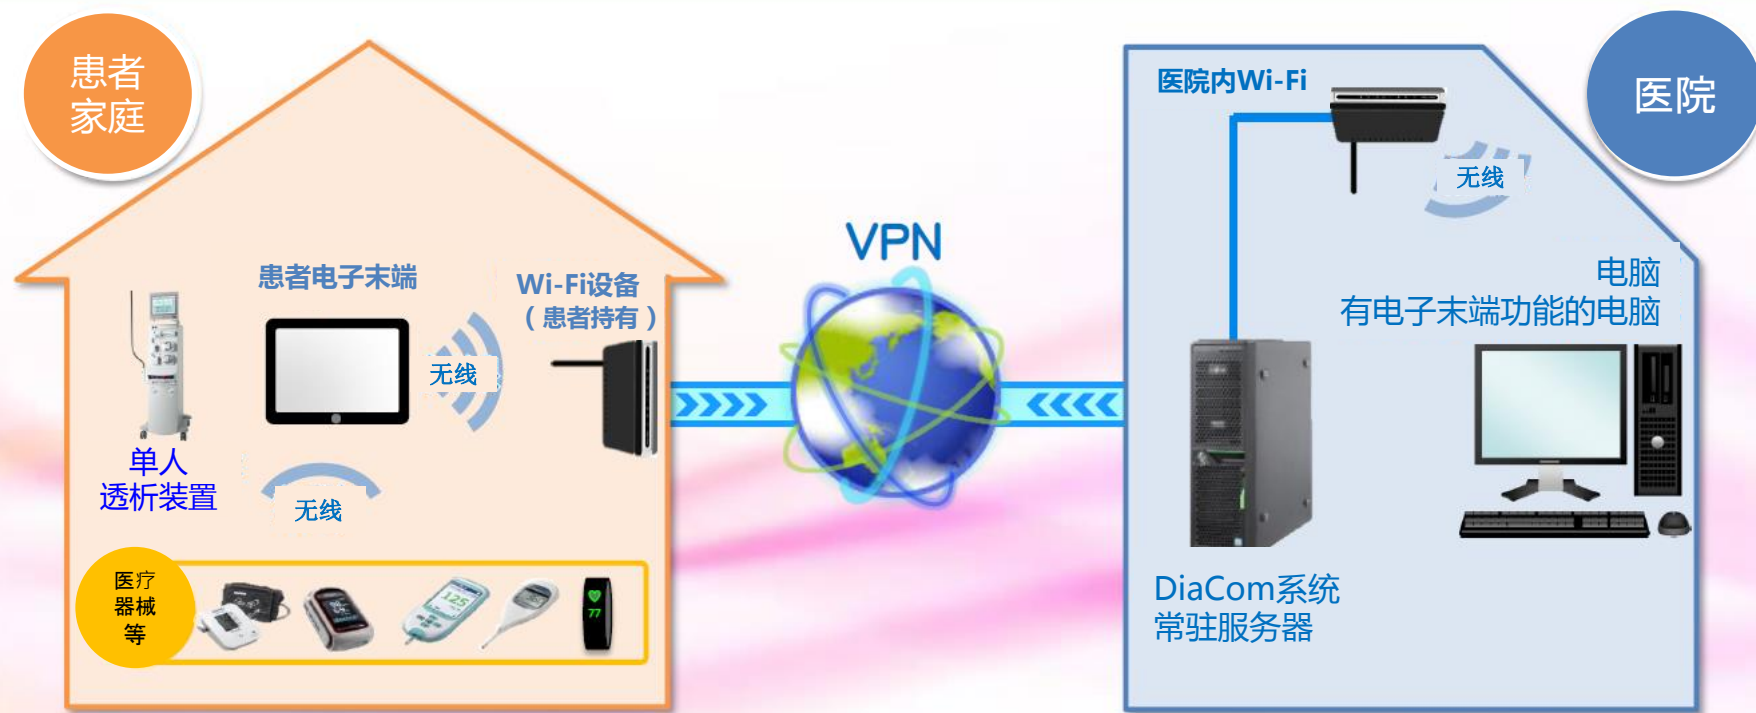 患者
家庭
患者电子末端
Wi-Fi设备
（患者持有）
无线
单人
透析装置
无线
医疗
器械
等
125
77
VPN
医院内Wi-Fi
无线
医院
电脑
有电子末端功能的电脑
DiaCom系统
常驻服务器